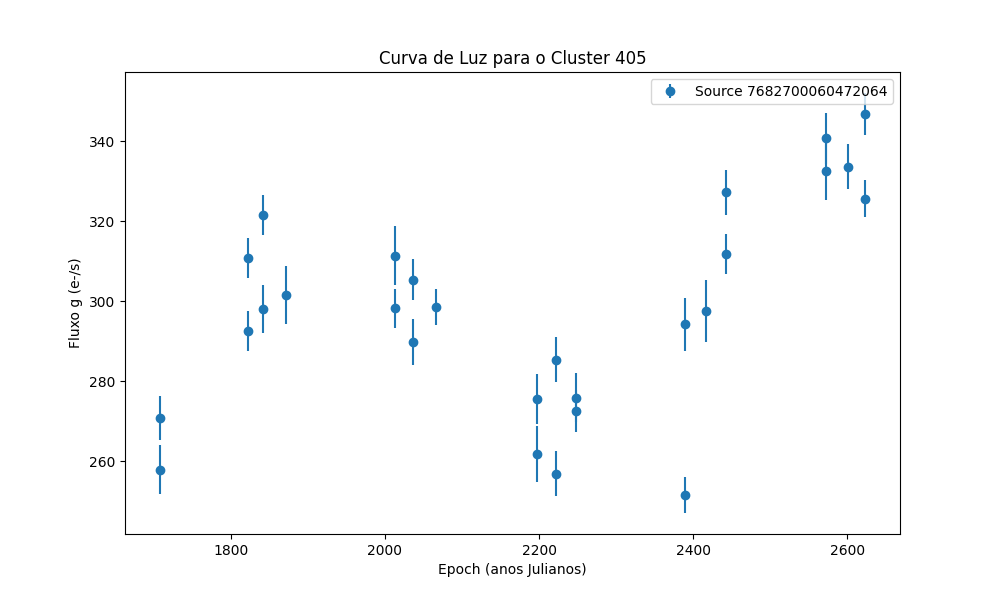 Curva de Luz para o Cluster 405
Source 7682700060472064
Fluxo g (e-/s)
340
320
300
280
260
1800 2000 2200 2400 2600
Epoch (anos Julianos)